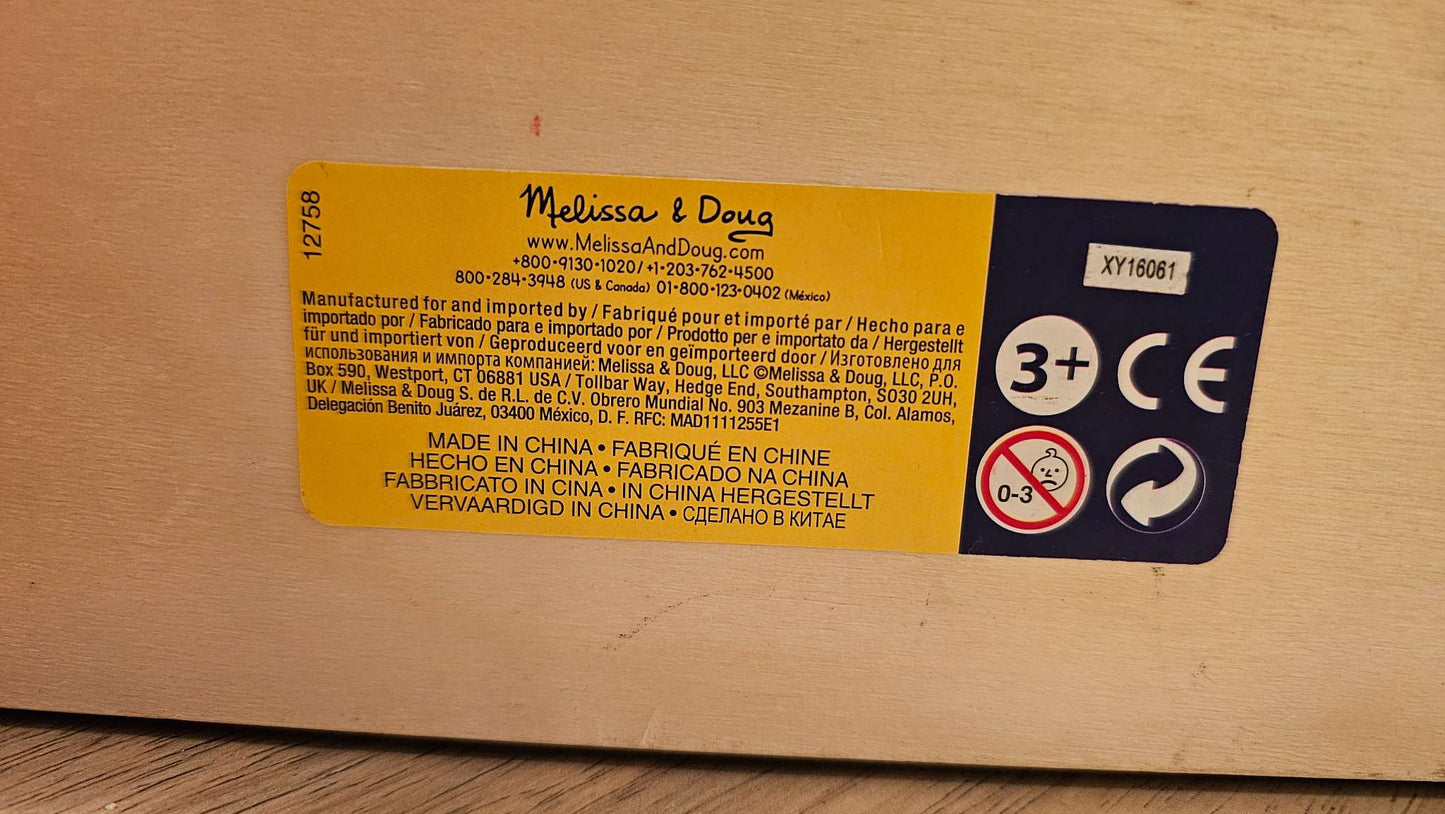 12758
Melissa & Doug
www.MelissaAndDoug.com
+800-9130-1020/+1-203-762-4500
800-284-3948 (US & Canada) 01-800-123-0402 (México)
Manufactured for and imported by / Fabriqué pour et importé par / Hecho para e
importado por / Fabricado para e importado por / Prodotto per e importato da / Hergestellt
für und importiert von / Geproduceerd voor en geïmporteerd door / Изготовлено для
использования и импорта компанией: Melissa & Doug, LLC ©Melissa & Doug, LLC, P.O.
Box 590, Westport, CT 06881 USA / Tollbar Way, Hedge End, Southampton, SO30 2UH,
UK / Melissa & Doug S. de R.L. de C.V. Obrero Mundial No. 903 Mezanine B, Col. Alamos,
Delegación Benito Juárez, 03400 México, D. F. RFC: MAD1111255E1
MADE IN CHINA • FABRIQUÉ EN CHINE
HECHO EN CHINA • FABRICADO NA CHINA
FABBRICATO IN CINA • IN CHINA HERGESTELLT
VERVAARDIGD IN CHINA • СДЕЛАНО В КИТАЕ
XY16061
3+ CE
0-3